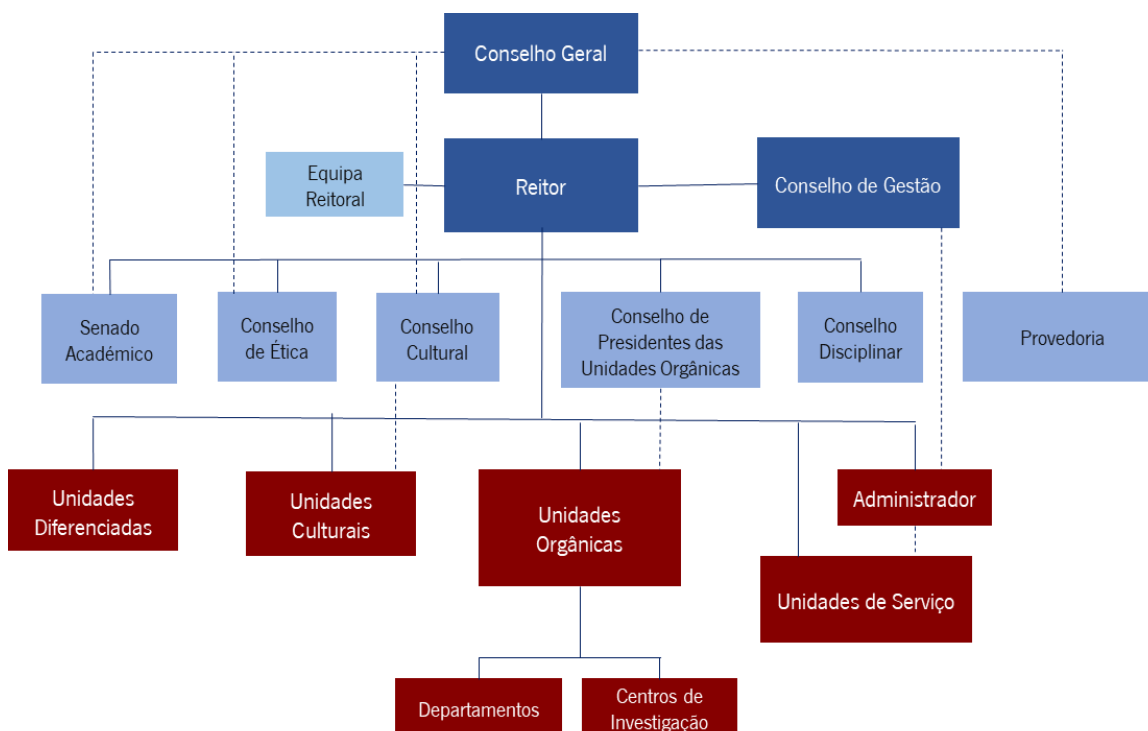 Conselho Geral
Equipa
Reitoral
Reitor
Conselho de Gestão
Senado
Académico
Conselho
de Ética
Conselho
Cultural
Conselho de
Presidentes das
Unidades Orgânicas
Conselho
Disciplinar
Provedoria
Unidades
Diferenciadas
Unidades
Culturais
Unidades
Orgânicas
Administrador
Unidades de Serviço
Departamentos
Centros de
Investigação